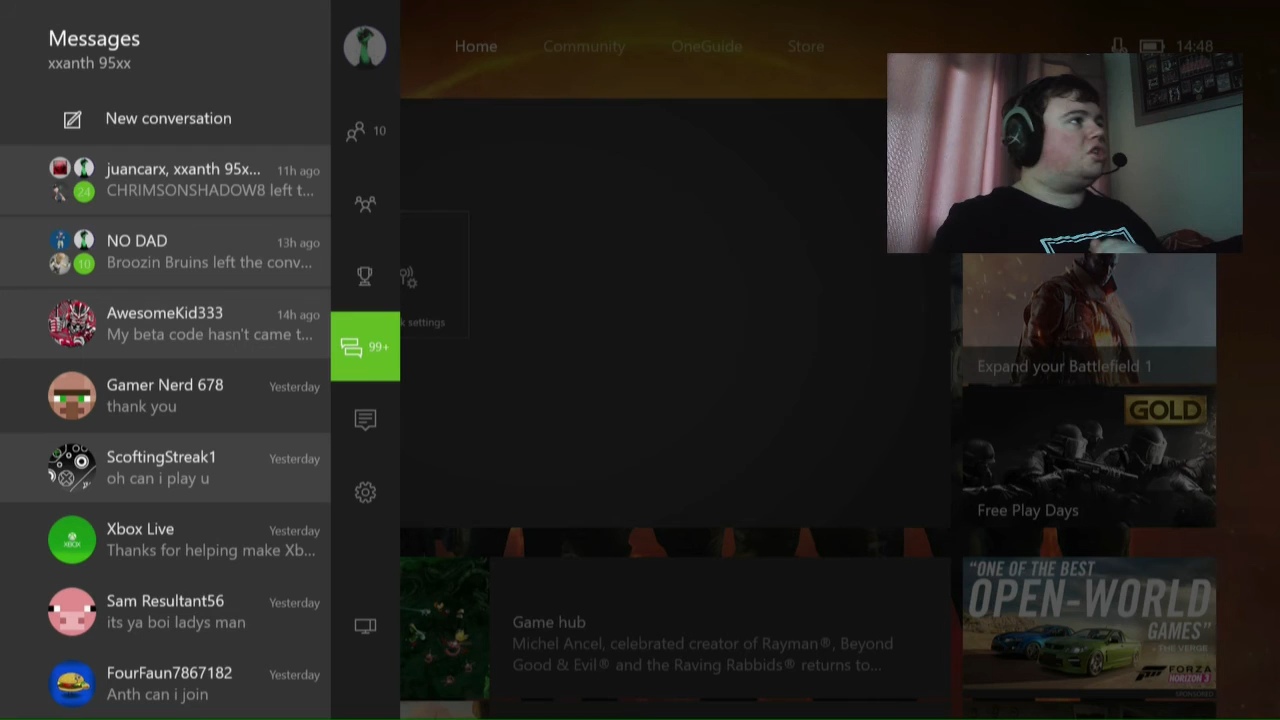 Messages
xxanth 95xx
New conversation
juancarx, xxanth 95x... 11h ago
24 CHRIMSONSHADOW8 left t...
NO DAD 13h ago
10 Broozin Bruins left the conv...
AwesomeKid333 14h ago
My beta code hasn't came t...
Gamer Nerd 678 Yesterday
thank you
ScoftingStreak1 Yesterday
oh can i play u
Xbox Live Yesterday
XBOX
Thanks for helping make Xb...
Sam Resultant56 Yesterday
its ya boi ladys man
FourFaun7867182 Yesterday
Anth can i join
10
99+
Home Community OneGuide Store
14:48
k settings
Expand your Battlefield 1
GOLD
Free Play Days
Game hub
Michel Ancel, celebrated creator of Rayman®, Beyond
Good & Evil® and the Raving Rabbids® returns to...
"ONE OF THE BEST
OPEN-WORLD
GAMES"
- THE VERGE
FORZA
HORIZON 3
SPONSORED